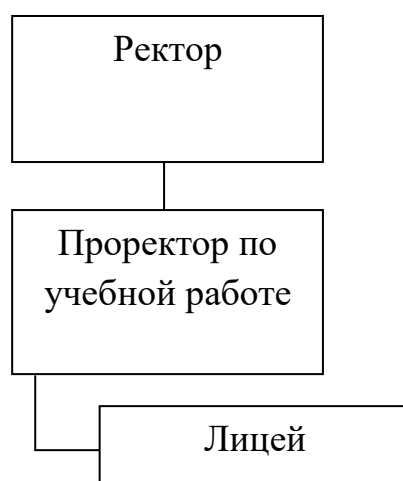 Ректор
Проректор по
учебной работе
Лицей